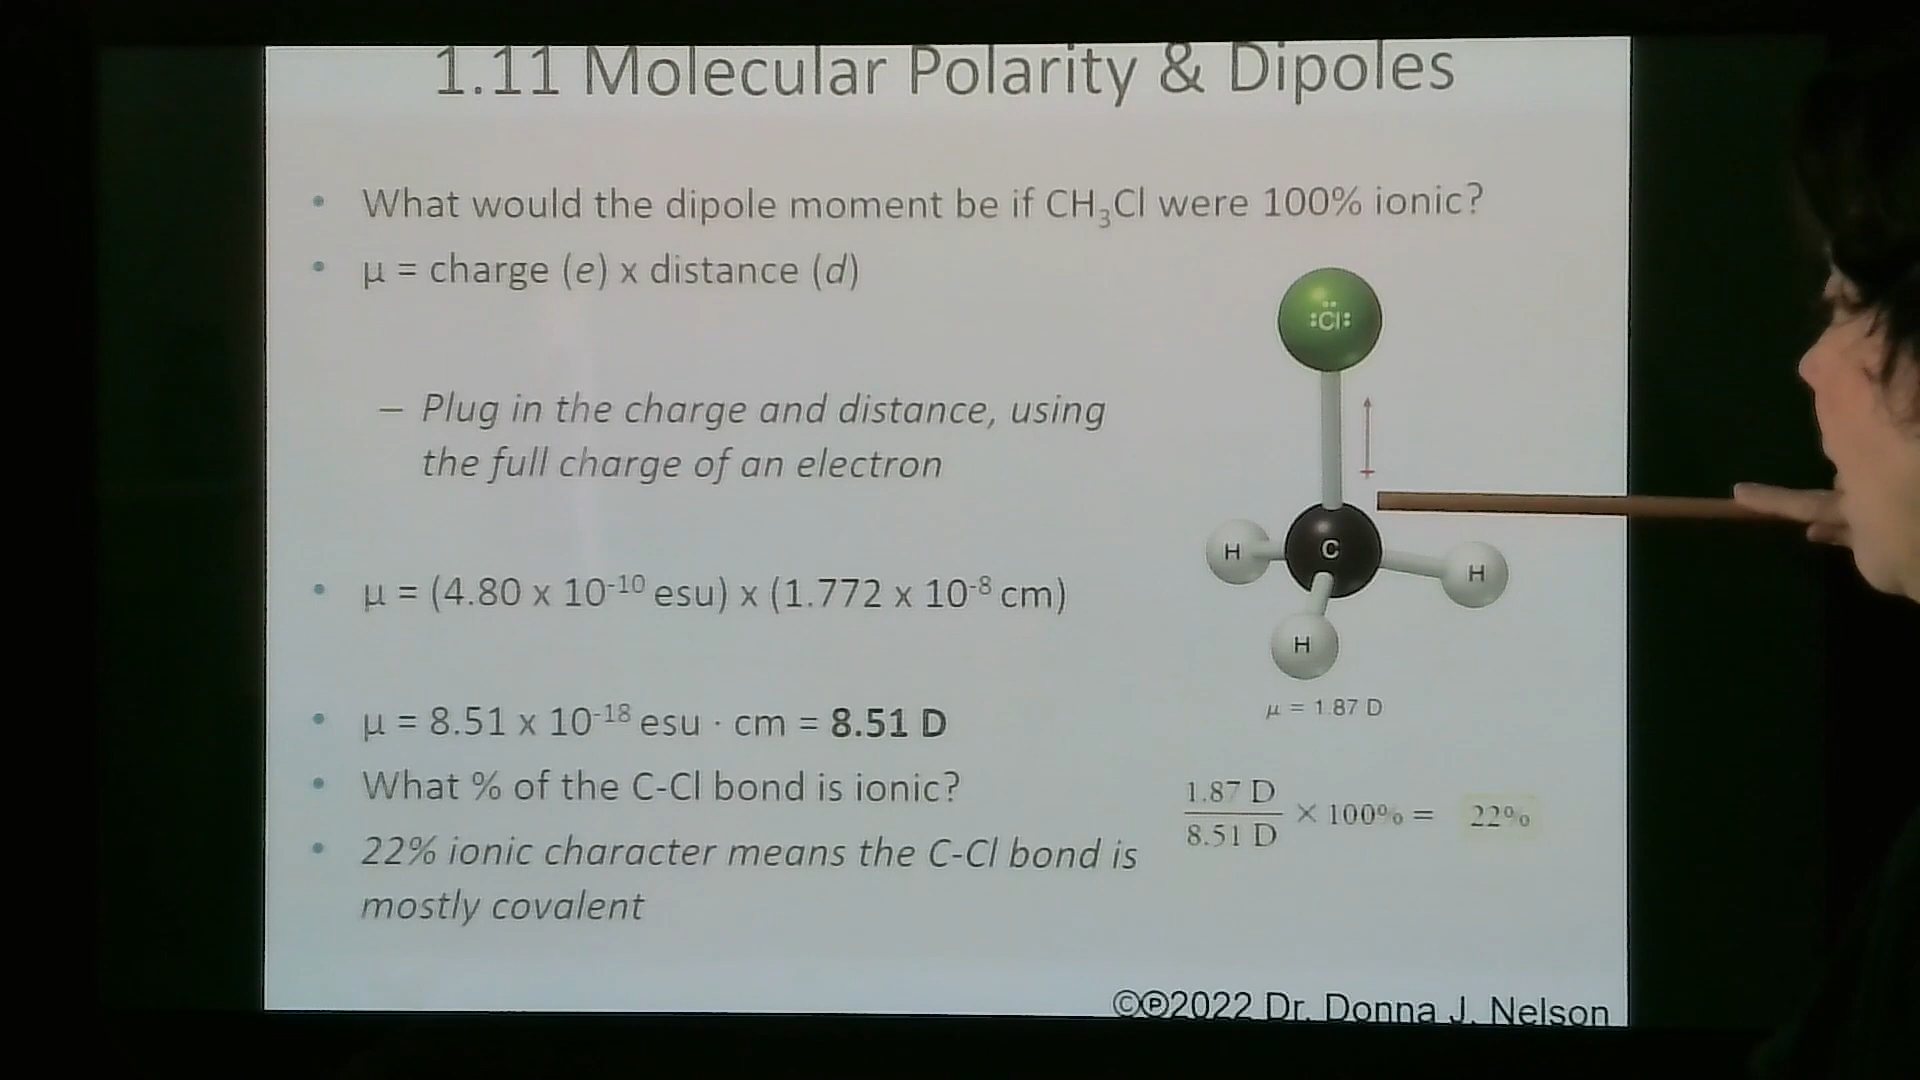 1.11 Molecular Polarity & Dipoles
• What would the dipole moment be if CH₃Cl were 100% ionic?
• μ = charge (e) x distance (d)
– Plug in the charge and distance, using
the full charge of an electron
• μ = (4.80 x 10⁻¹⁰ esu) x (1.772 x 10⁻⁸ cm)
• μ = 8.51 x 10⁻¹⁸ esu · cm = 8.51 D
• What % of the C-Cl bond is ionic?
• 22% ionic character means the C-Cl bond is
mostly covalent
:C̈l:
C
H
H
H
μ = 1.87 D
1.87 D
8.51 D
× 100% = 22%
©℗2022 Dr. Donna J. Nelson